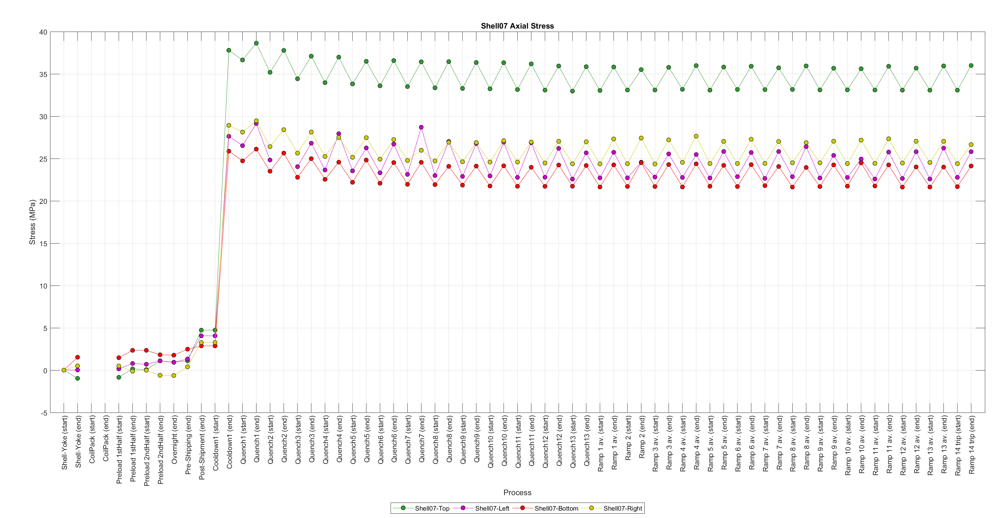 Shell07 Axial Stress
40
35
30
25
20
15
10
5
0
-5
Stress (MPa)
Shell-Yoke (start)
Shell-Yoke (end)
CoilPack (start)
CoilPack (end)
Preload 1stHalf (start)
Preload 1stHalf (end)
Preload 2ndHalf (start)
Preload 2ndHalf (end)
Overnight (end)
Pre-Shipping (end)
Post-Shipment (end)
Cooldown1 (start)
Cooldown1 (end)
Quench1 (start)
Quench1 (end)
Quench2 (start)
Quench2 (end)
Quench3 (start)
Quench3 (end)
Quench4 (start)
Quench4 (end)
Quench5 (start)
Quench5 (end)
Quench6 (start)
Quench6 (end)
Quench7 (start)
Quench7 (end)
Quench8 (start)
Quench8 (end)
Quench9 (start)
Quench9 (end)
Quench10 (start)
Quench10 (end)
Quench11 (start)
Quench11 (end)
Quench12 (start)
Quench12 (end)
Quench13 (start)
Quench13 (end)
Ramp 1 av. (start)
Ramp 1 av. (end)
Ramp 2 (start)
Ramp 2 (end)
Ramp 3 av. (start)
Ramp 3 av. (end)
Ramp 4 av. (start)
Ramp 4 av. (end)
Ramp 5 av. (start)
Ramp 5 av. (end)
Ramp 6 av. (start)
Ramp 6 av. (end)
Ramp 7 av. (start)
Ramp 7 av. (end)
Ramp 8 av. (start)
Ramp 8 av. (end)
Ramp 9 av. (start)
Ramp 9 av. (end)
Ramp 10 av. (start)
Ramp 10 av. (end)
Ramp 11 av. (start)
Ramp 11 av. (end)
Ramp 12 av. (start)
Ramp 12 av. (end)
Ramp 13 av. (start)
Ramp 13 av. (end)
Ramp 14 trip (start)
Ramp 14 trip (end)
Process
Shell07-Top Shell07-Left Shell07-Bottom Shell07-Right